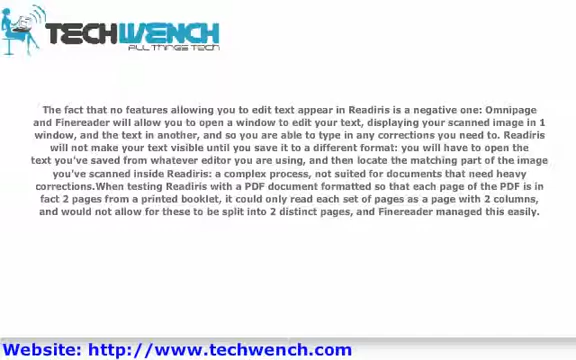 TECHWENCH
ALL THINGS TECH
The fact that no features allowing you to edit text appear in Readiris is a negative one: Omnipage
and Finereader will allow you to open a window to edit your text, displaying your scanned image in 1
window, and the text in another, and so you are able to type in any corrections you need to. Readiris
will not make your text visible until you save it to a different format: you will have to open the
text you've saved from whatever editor you are using, and then locate the matching part of the image
you've scanned inside Readiris: a complex process, not suited for documents that need heavy
corrections.When testing Readiris with a PDF document formatted so that each page of the PDF is in
fact 2 pages from a printed booklet, it could only read each set of pages as a page with 2 columns,
and would not allow for these to be split into 2 distinct pages, and Finereader managed this easily.
Website: http://www.techwench.com